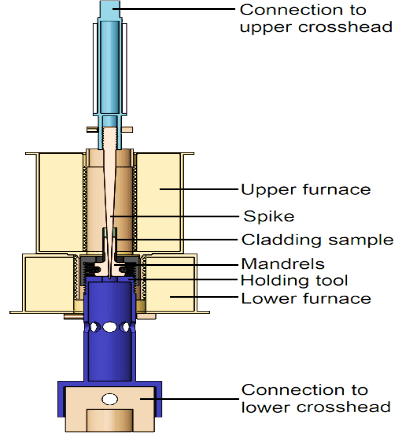 Connection to
upper crosshead
Upper furnace
Spike
Cladding sample
Mandrels
Holding tool
Lower furnace
Connection to
lower crosshead